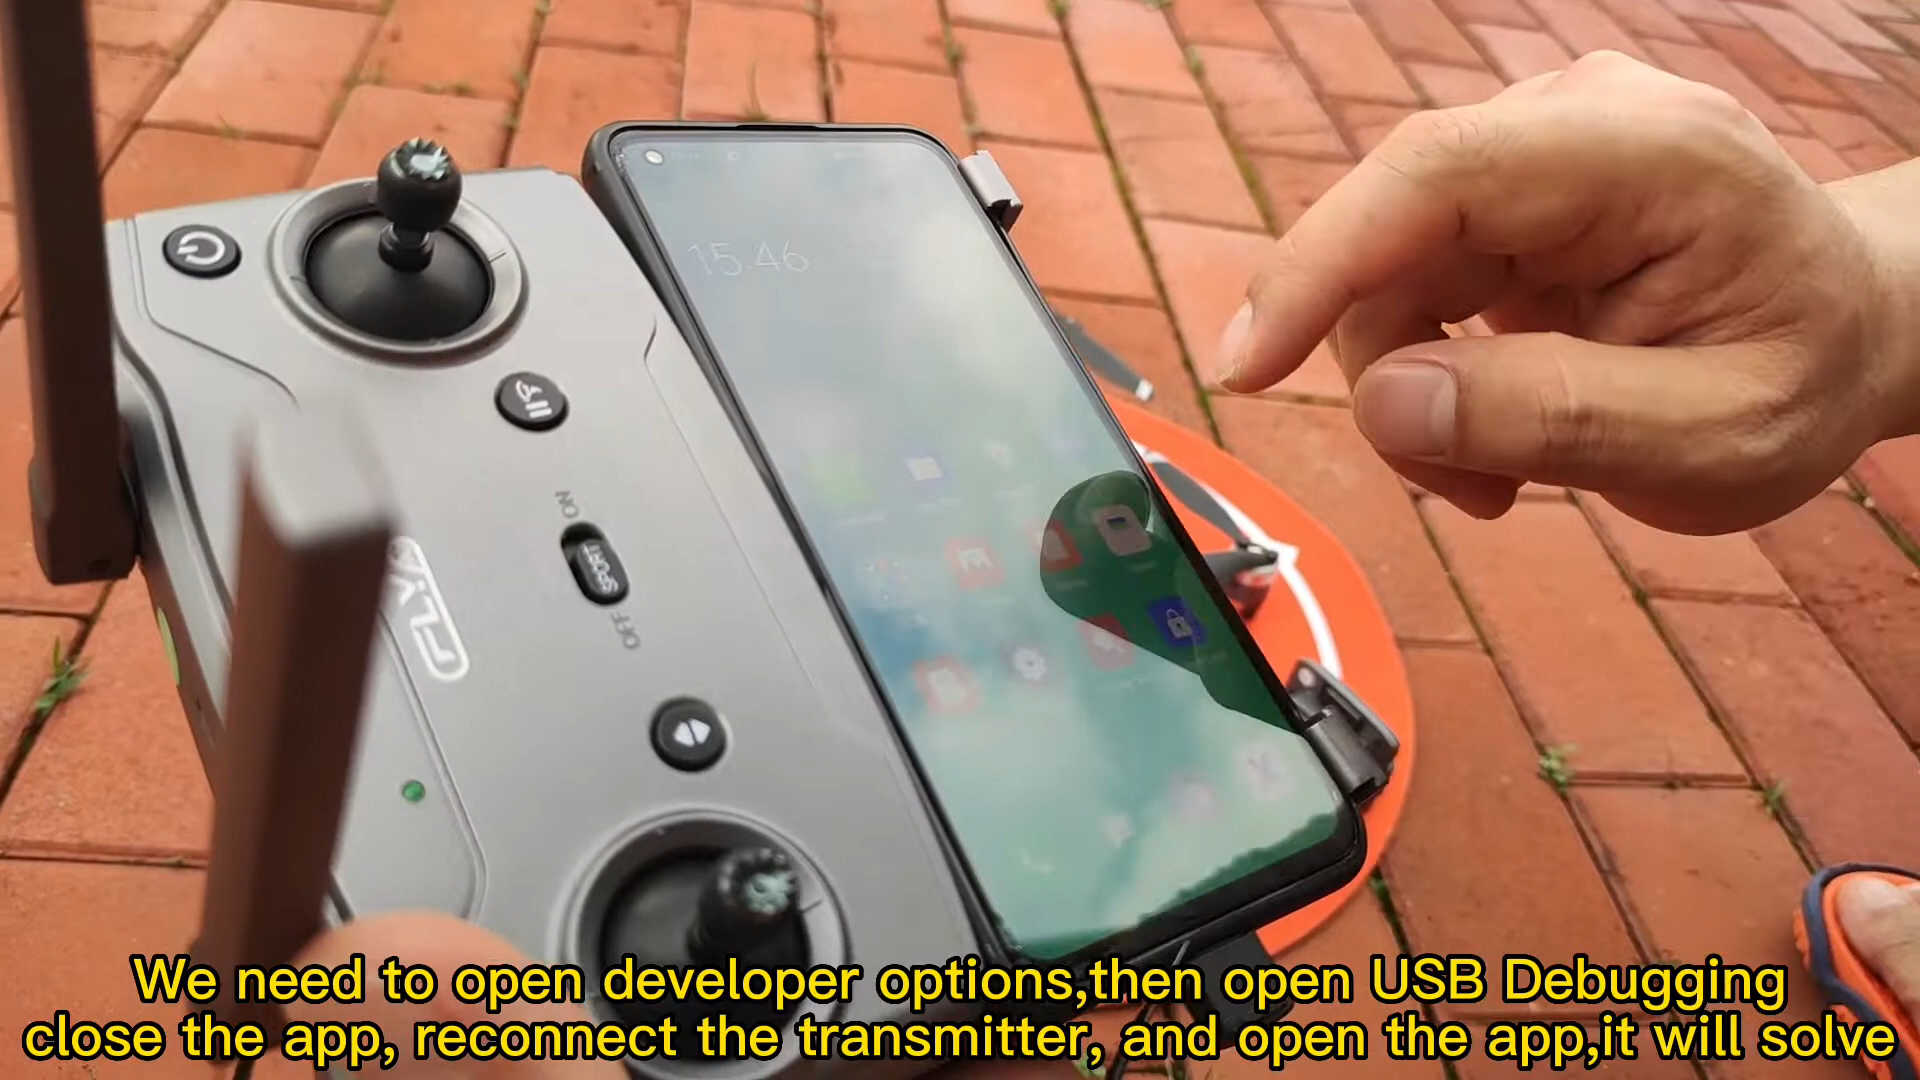 15:46
ON
SPORT
OFF
We need to open developer options,then open USB Debugging
close the app, reconnect the transmitter, and open the app,it will solve